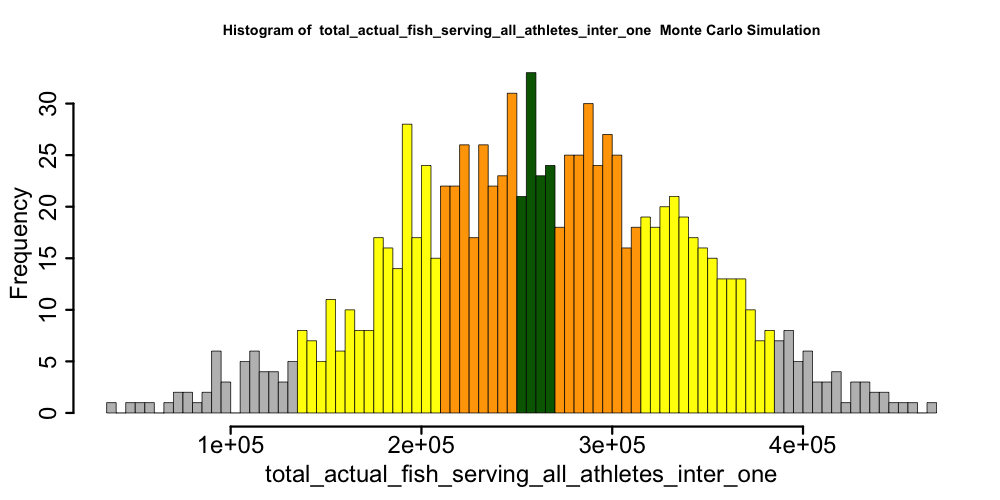 Histogram of  total_actual_fish_serving_all_athletes_inter_one  Monte Carlo Simulation
Frequency
30
25
20
15
10
5
0
1e+05 2e+05 3e+05 4e+05
total_actual_fish_serving_all_athletes_inter_one